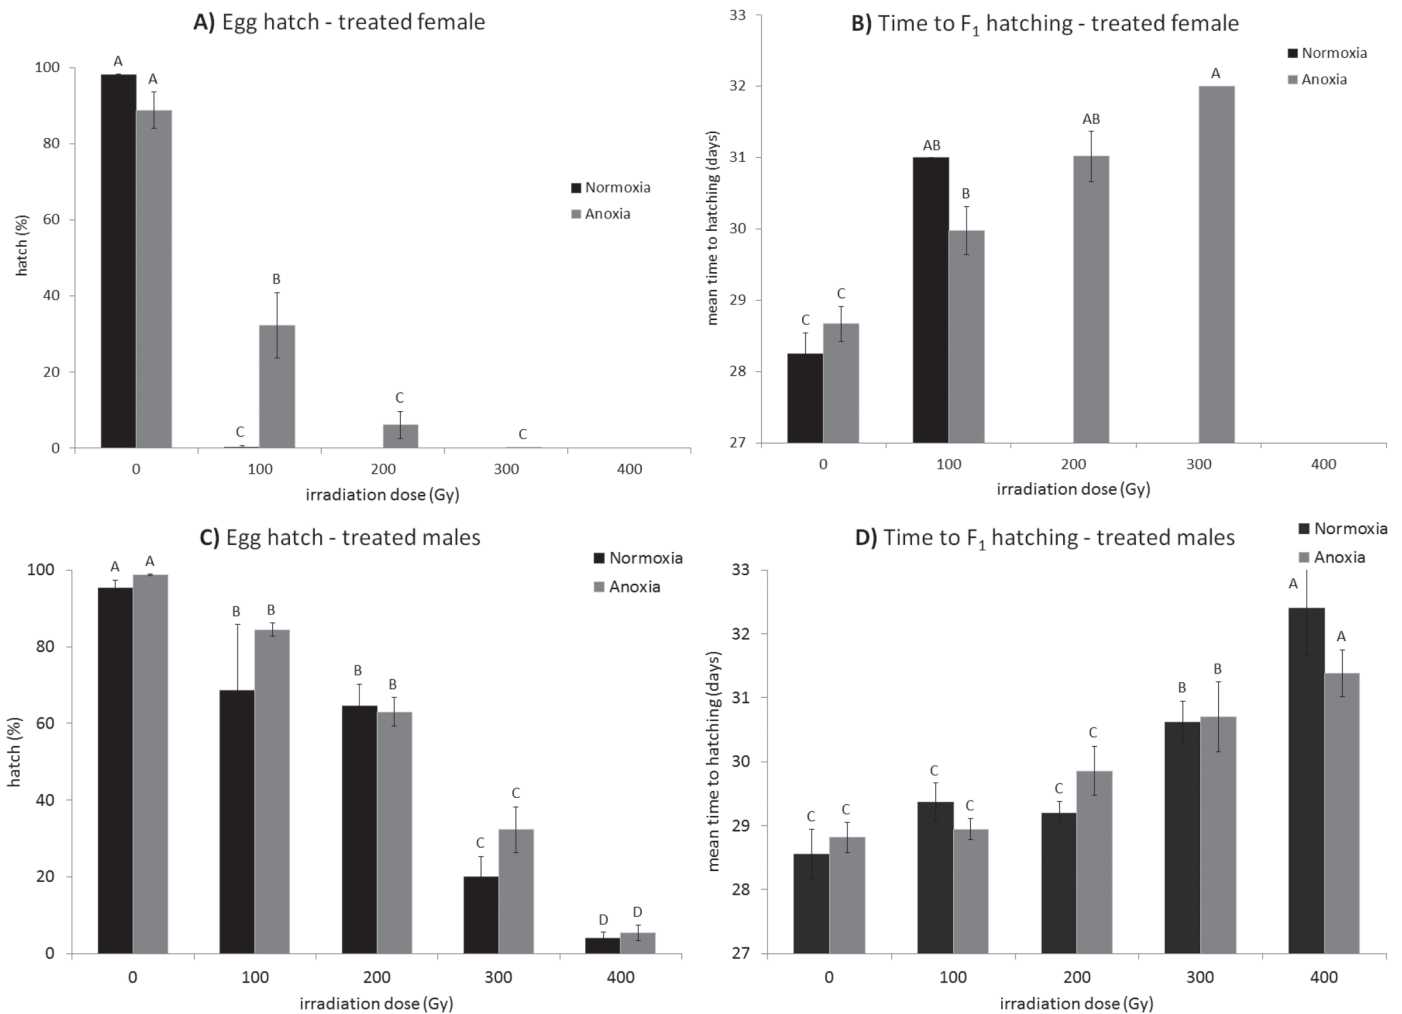 A) Egg hatch - treated female
100
80
60
40
20
0
hatch (%)
A
A
C
B
C
C
Normoxia
Anoxia
0
100
200
300
400
irradiation dose (Gy)
B) Time to F1 hatching - treated female
33
32
31
30
29
28
27
mean time to hatching (days)
C
C
AB
B
AB
A
Normoxia
Anoxia
0
100
200
300
400
irradiation dose (Gy)
C) Egg hatch - treated males
100
80
60
40
20
0
hatch (%)
A
A
B
B
B
B
C
C
D
D
Normoxia
Anoxia
0
100
200
300
400
irradiation dose (Gy)
D) Time to F1 hatching - treated males
33
32
31
30
29
28
27
mean time to hatching (days)
C
C
C
C
C
C
B
B
A
A
Normoxia
Anoxia
0
100
200
300
400
irradiation dose (Gy)